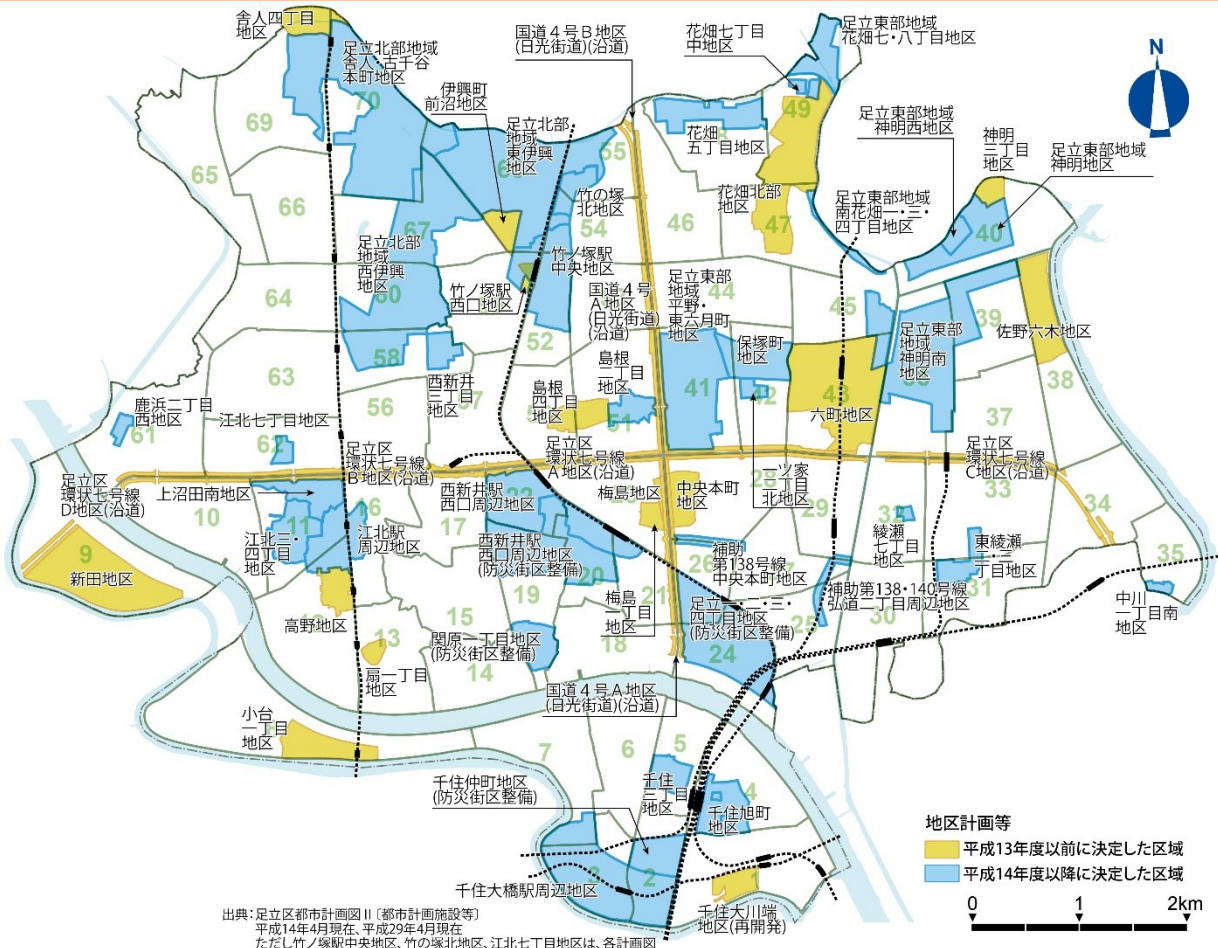 舎人四丁目
地区
足立北部地域
舎人・古千谷
本町地区
伊興町
前沼地区
国道４号Ｂ地区
(日光街道)(沿道)
花畑七丁目
中地区
足立東部地域
花畑七・八丁目地区
N
足立東部地域
神明西地区
神明
三丁目
地区
足立東部地域
神明地区
足立北部
地域
東伊興
地区
花畑
五丁目地区
花畑北部
地区
足立東部地域
南花畑一・三・
四丁目地区
竹の塚
北地区
足立北部
地域
西伊興
地区
竹ノ塚駅
西口地区
竹ノ塚駅
中央地区
国道４号
Ａ地区
(日光街道)
(沿道)
足立東部
地域
平野・
東六月町
地区
保塚町
地区
足立東部
地域
神明南
地区
佐野六木地区
六町地区
島根
二丁目
地区
島根
四丁目
地区
西新井
三丁目
地区
鹿浜二丁目
西地区
江北七丁目地区
足立区
環状七号線
Ｄ地区(沿道)
上沼田南地区
足立区
環状七号線
Ｂ地区(沿道)
足立区
環状七号線
Ａ地区(沿道)
足立区
環状七号線
Ｃ地区(沿道)
西新井駅
西口周辺地区
西新井駅
西口周辺地区
(防災街区整備)
梅島地区
中央本町
地区
一ツ家
二丁目
北地区
江北三・
四丁目
地区
江北駅
周辺地区
新田地区
高野地区
扇一丁目
地区
関原一丁目地区
(防災街区整備)
梅島
一丁目
地区
補助
第138号線
中央本町地区
足立一・二・三・
四丁目地区
(防災街区整備)
補助第138・140号線
弘道二丁目周辺地区
綾瀬
七丁目
地区
東綾瀬
一・二
丁目地区
中川
一丁目南
地区
小台
一丁目
地区
国道４号Ａ地区
(日光街道)(沿道)
千住仲町地区
(防災街区整備)
千住
三丁目
地区
千住旭町
地区
千住大橋駅周辺地区
千住大川端
地区(再開発)
69
70
65
66
67
64
60
63
58
56
61
62
55
54
52
51
46
49
47
44
45
40
39
38
37
41
42
43
33
34
35
29
30
31
26
25
24
20
19
18
17
16
15
14
13
11
10
9
7
6
5
4
3
2
1
地区計画等
平成13年度以前に決定した区域
平成14年度以降に決定した区域
0
1
2km
出典：足立区都市計画図Ⅱ〔都市計画施設等〕
平成14年4月現在、平成29年4月現在
ただし竹ノ塚駅中央地区、竹の塚北地区、江北七丁目地区は、各計画図